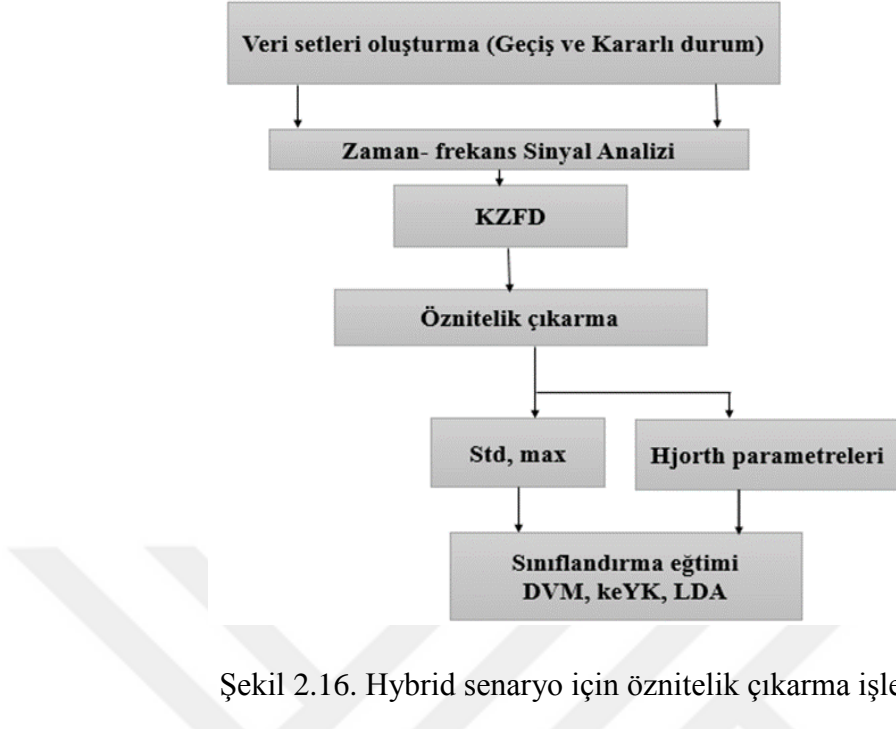 Veri setleri oluşturma (Geçiş ve Kararlı durum)
Zaman- frekans Sinyal Analizi
KZFD
Öznitelik çıkarma
Std, max
Hjorth parametreleri
Sınıflandırma eğtimi
DVM, keYK, LDA
Şekil 2.16. Hybrid senaryo için öznitelik çıkarma